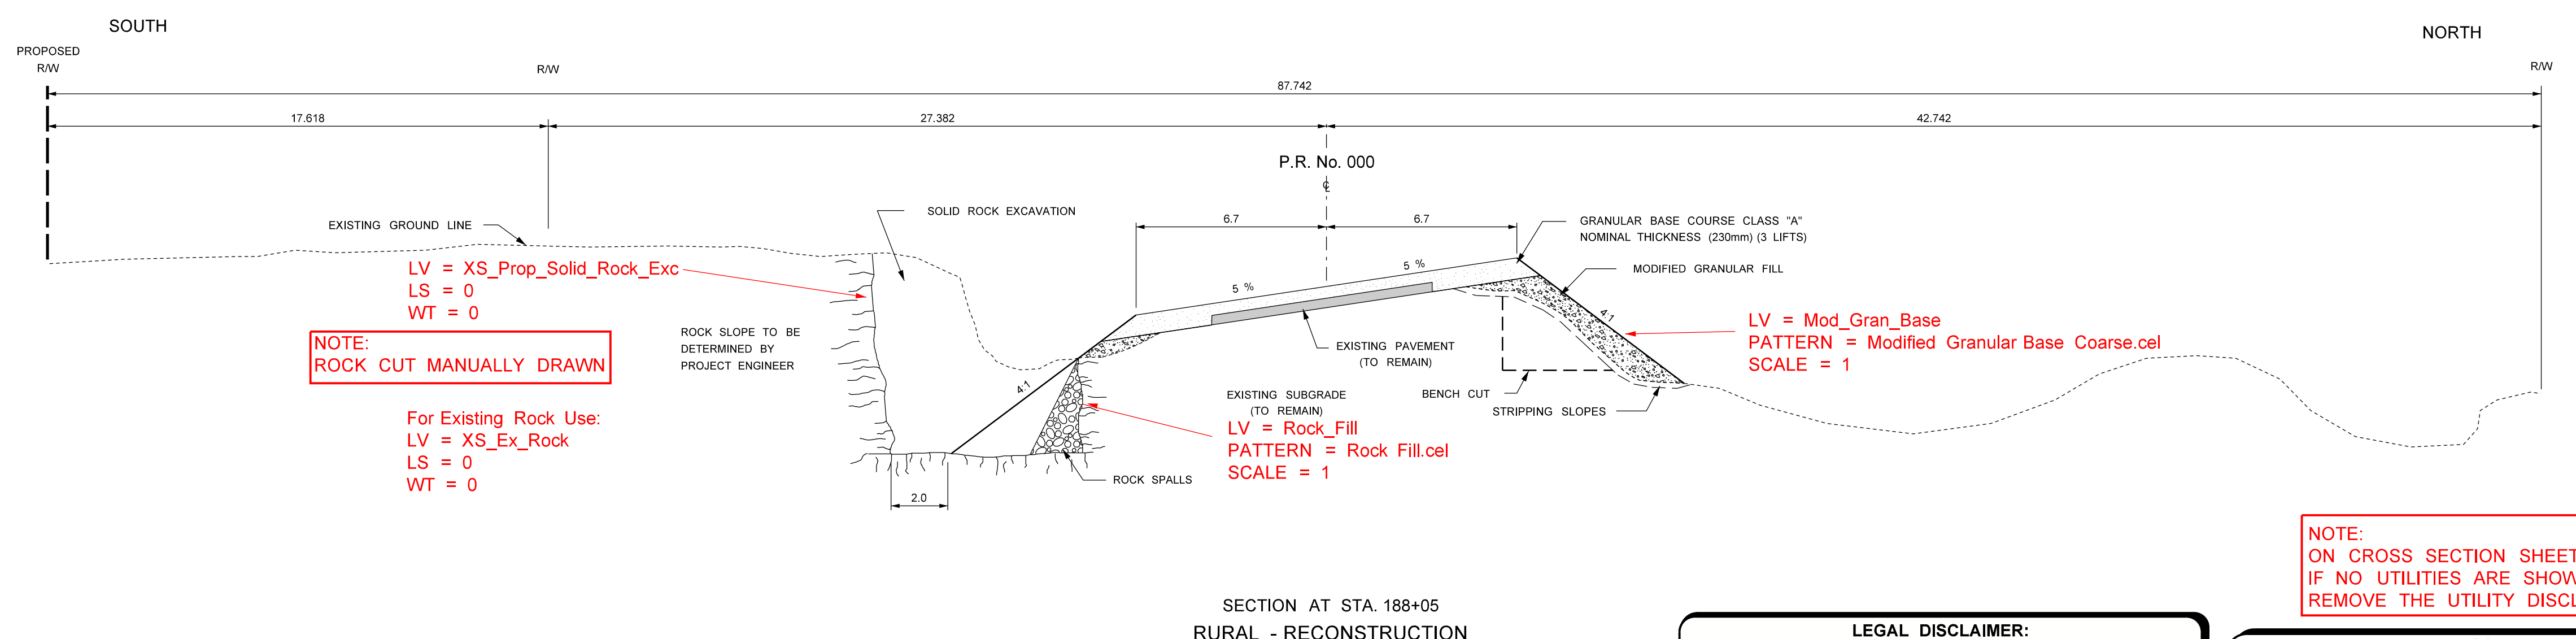 SOUTH
NORTH
PROPOSED
R/W
R/W
R/W
87.742
17.618
27.382
42.742
P.R. No. 000
℄
SOLID ROCK EXCAVATION
EXISTING GROUND LINE
6.7
6.7
GRANULAR BASE COURSE CLASS "A"
NOMINAL THICKNESS (230mm) (3 LIFTS)
MODIFIED GRANULAR FILL
5 %
5 %
LV = XS_Prop_Solid_Rock_Exc
LS = 0
WT = 0
NOTE:
ROCK CUT MANUALLY DRAWN
ROCK SLOPE TO BE
DETERMINED BY
PROJECT ENGINEER
4:1
LV = Mod_Gran_Base
PATTERN = Modified Granular Base Coarse.cel
SCALE = 1
EXISTING PAVEMENT
(TO REMAIN)
4:1
EXISTING SUBGRADE
(TO REMAIN)
BENCH CUT
STRIPPING SLOPES
For Existing Rock Use:
LV = XS_Ex_Rock
LS = 0
WT = 0
LV = Rock_Fill
PATTERN = Rock Fill.cel
SCALE = 1
ROCK SPALLS
2.0
NOTE:
ON CROSS SECTION SHEET
IF NO UTILITIES ARE SHOW
REMOVE THE UTILITY DISCL
SECTION AT STA. 188+05
RURAL - RECONSTRUCTION
LEGAL DISCLAIMER: